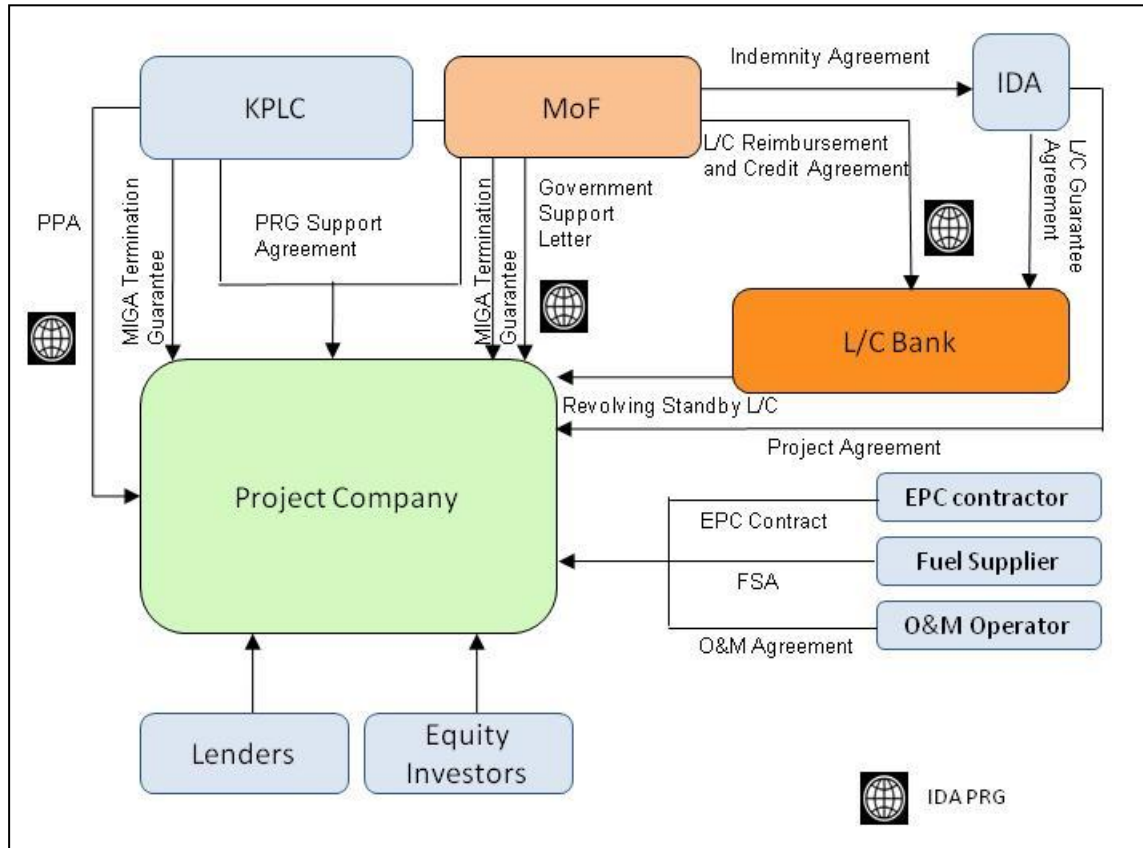 Indemnity Agreement
IDA
KPLC
MoF
L/C Reimbursement
and Credit Agreement
L/C Guarantee
Agreement
PPA
MIGA Termination
Guarantee
PRG Support
Agreement
MIGA Termination
Guarantee
Government
Support
Letter
L/C Bank
Revolving Standby L/C
Project Agreement
Project Company
EPC contractor
EPC Contract
Fuel Supplier
FSA
O&M Operator
O&M Agreement
Lenders
Equity
Investors
IDA PRG